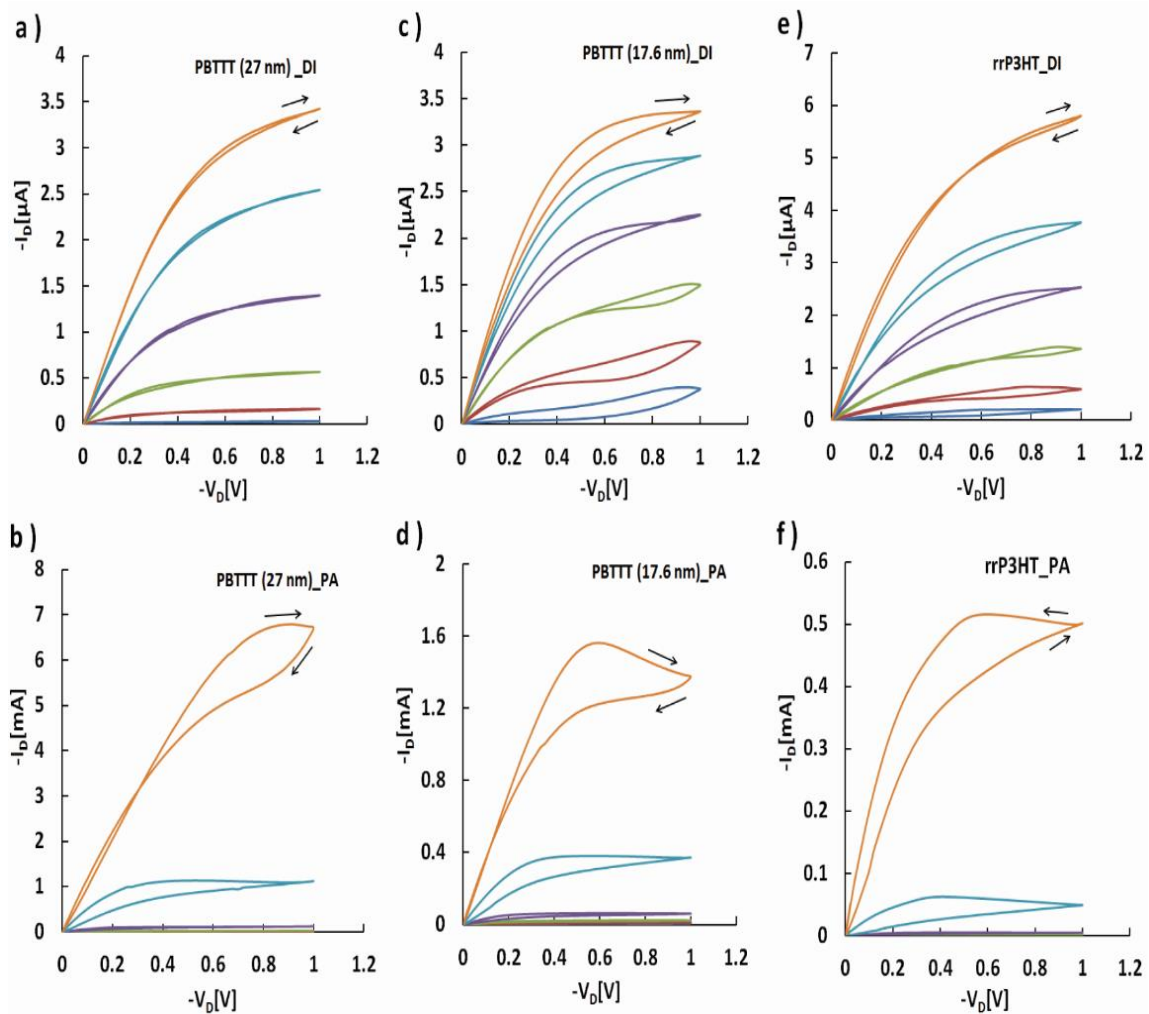 a )
PBTTT (27 nm) _DI
4
3.5
3
2.5
2
1.5
1
0.5
0
-I_D[μA]
0 0.2 0.4 0.6 0.8 1 1.2
-V_D[V]
c )
PBTTT (17.6 nm)_DI
4
3.5
3
2.5
2
1.5
1
0.5
0
-I_D[μA]
0 0.2 0.4 0.6 0.8 1 1.2
-V_D[V]
e )
rrP3HT_DI
7
6
5
4
3
2
1
0
-I_D[μA]
0 0.2 0.4 0.6 0.8 1 1.2
-V_D[V]
b )
PBTTT (27 nm)_PA
8
7
6
5
4
3
2
1
0
-I_D[mA]
0 0.2 0.4 0.6 0.8 1 1.2
-V_D[V]
d )
PBTTT (17.6 nm)_PA
2
1.6
1.2
0.8
0.4
0
-I_D[mA]
0 0.2 0.4 0.6 0.8 1 1.2
-V_D[V]
f )
rrP3HT_PA
0.6
0.5
0.4
0.3
0.2
0.1
0
-I_D[mA]
0 0.2 0.4 0.6 0.8 1 1.2
-V_D[V]